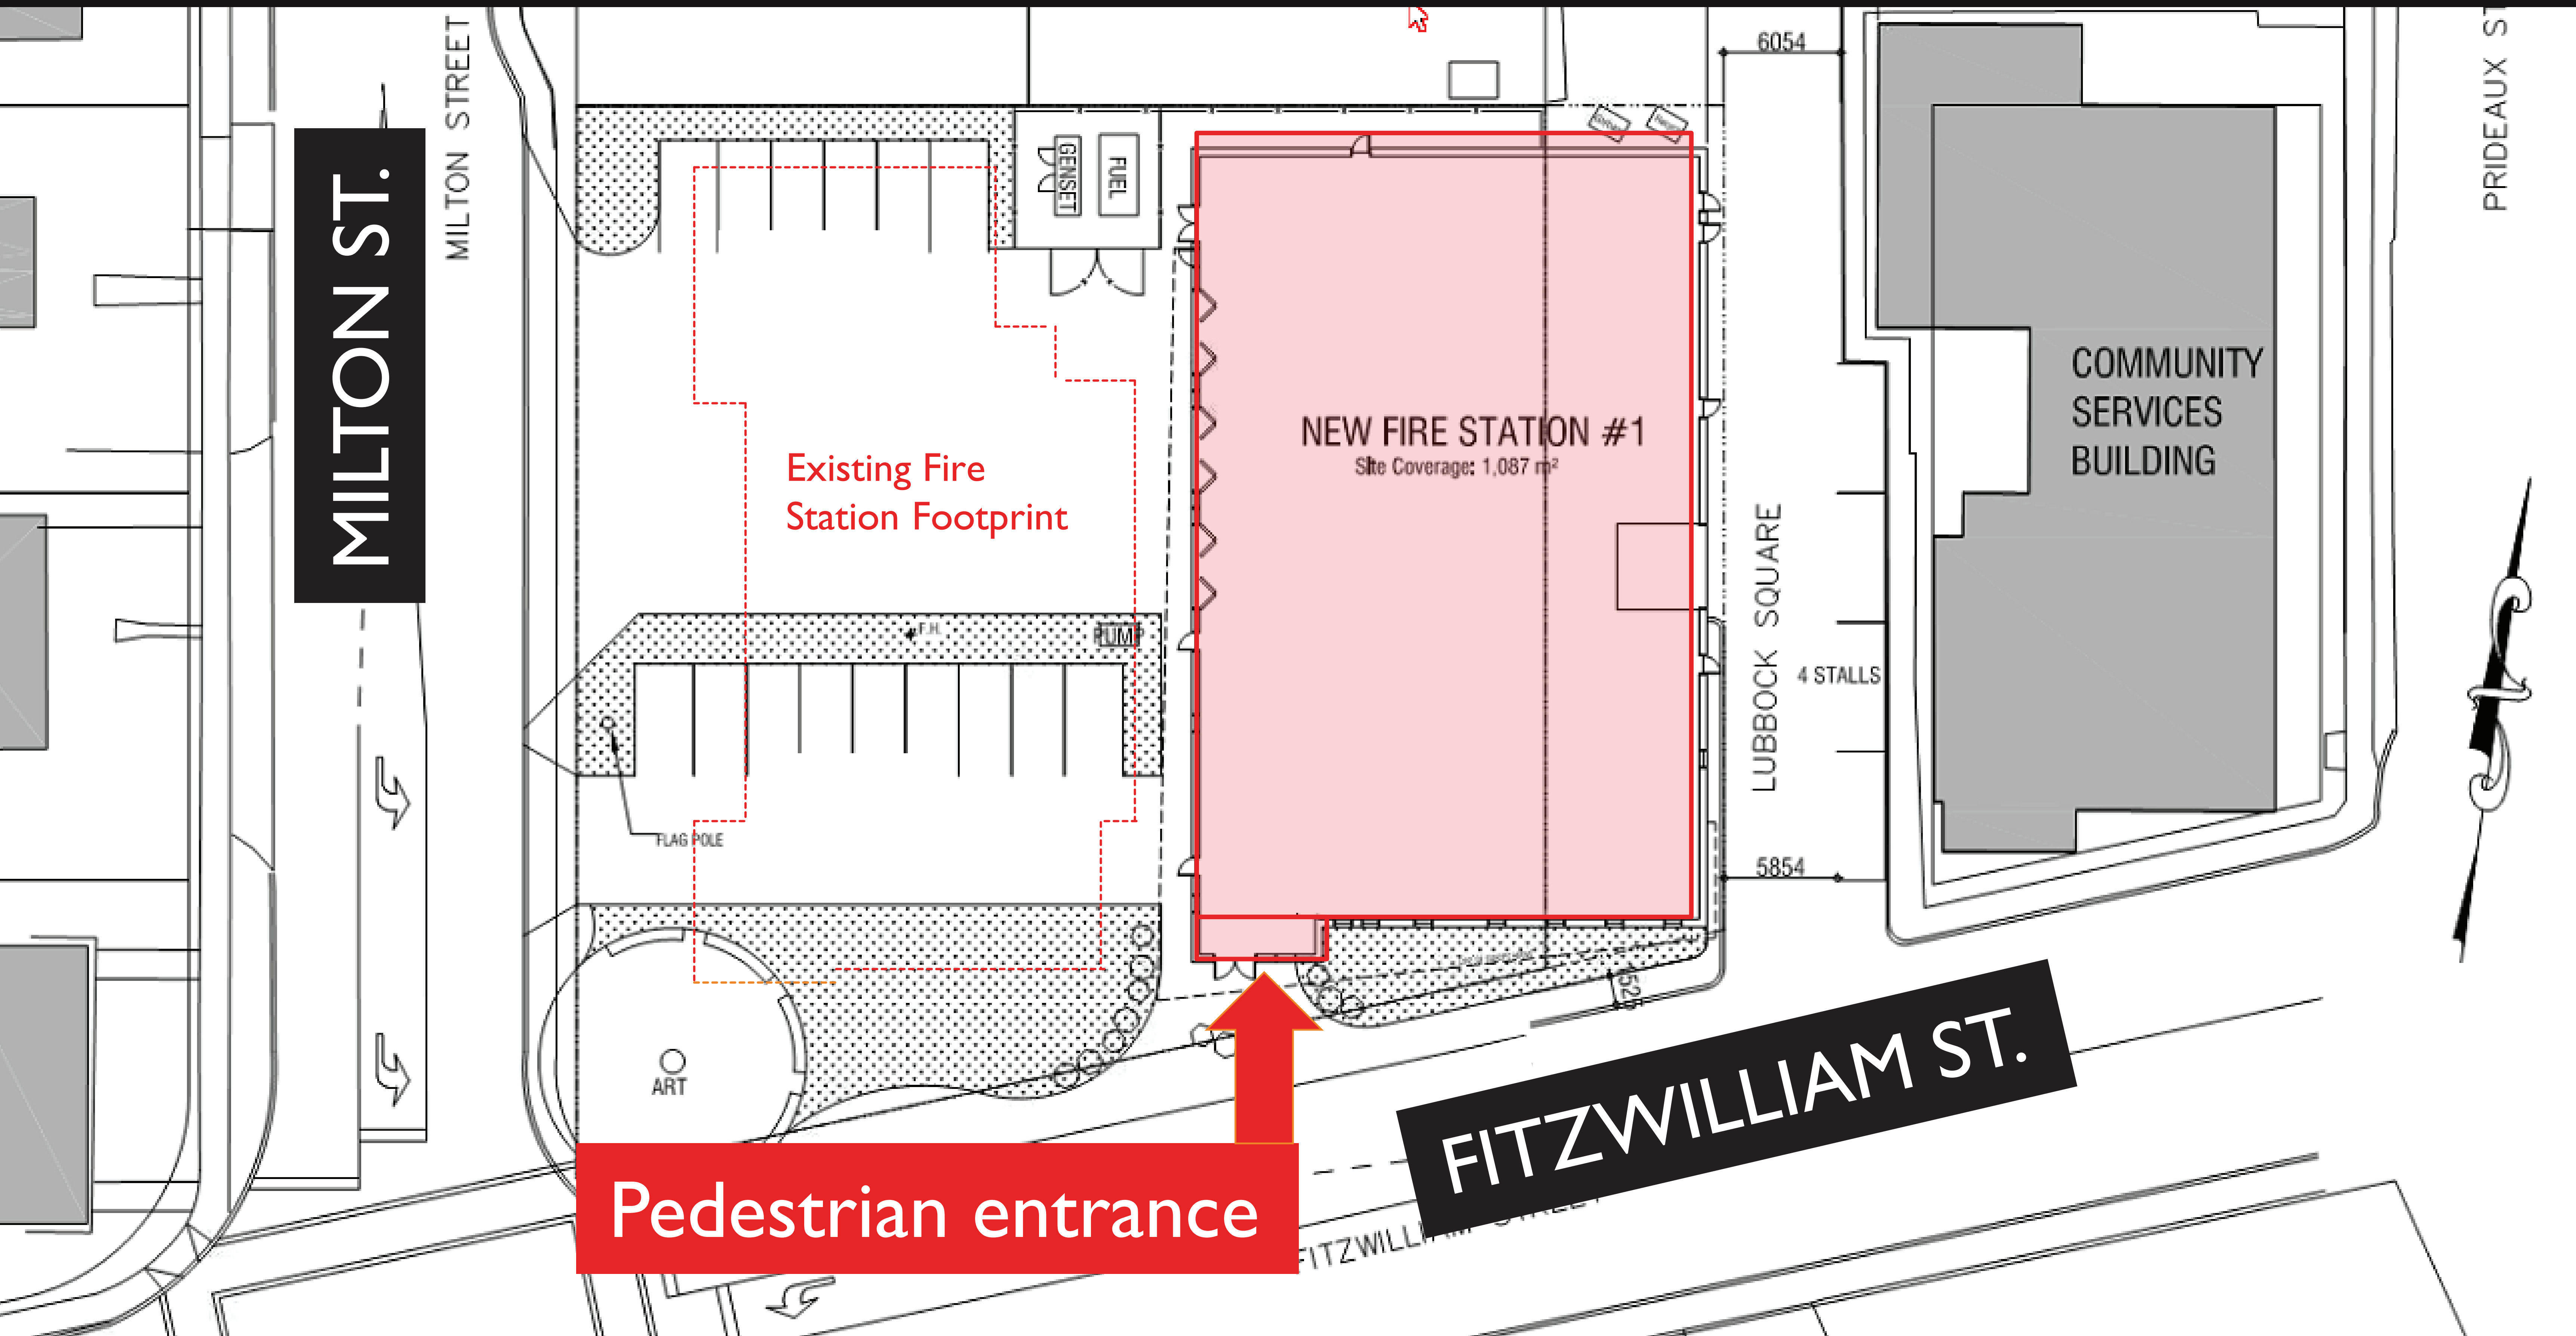 MILTON ST.
MILTON STREET
6054
PRIDEAUX ST
GENSET
FUEL
NEW FIRE STATION #1
Site Coverage: 1,087 m²
COMMUNITY
SERVICES
BUILDING
Existing Fire
Station Footprint
F.H.
PUMP
LUBBOCK SQUARE
4 STALLS
FLAG POLE
5854
ART
FITZWILLIAM ST.
Pedestrian entrance
FITZWILLIAM STREET